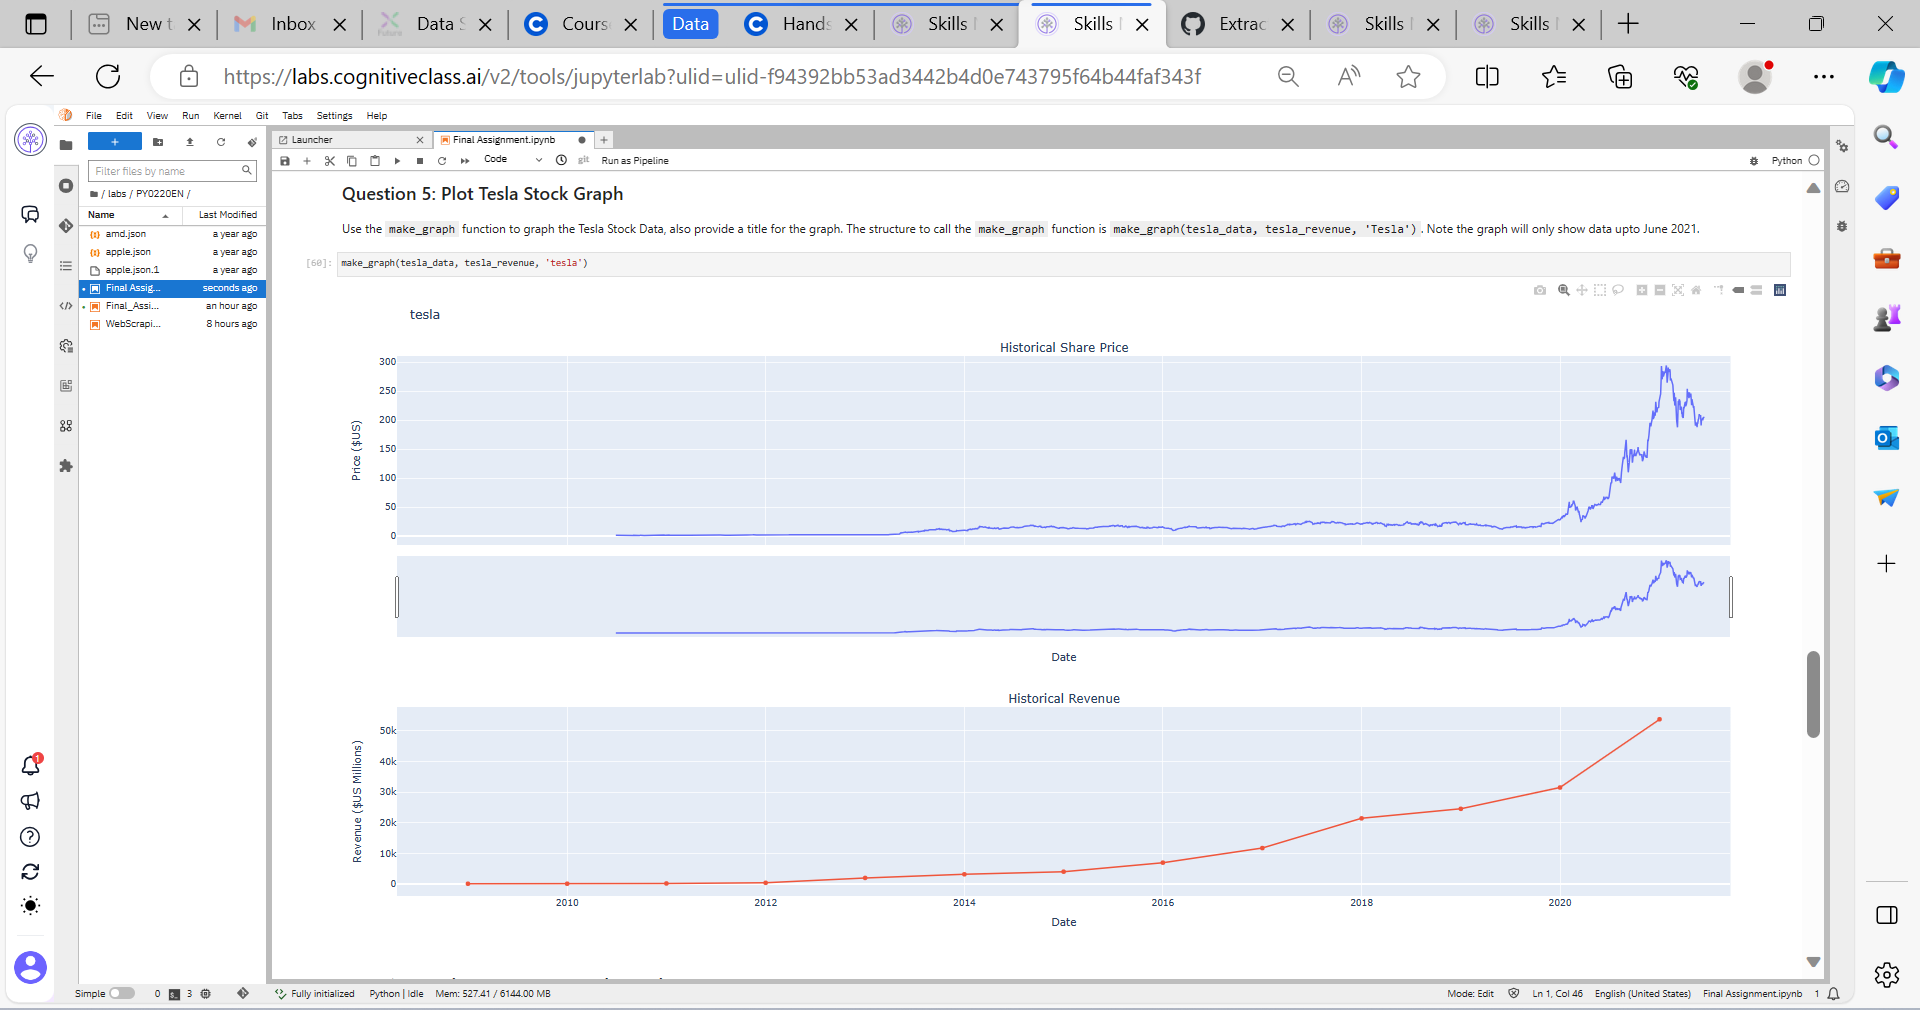 New t
Inbox
Data S
Cours
Data
Hands
Skills
Skills
Extrac
Skills
Skills
https://labs.cognitiveclass.ai/v2/tools/jupyterlab?ulid=ulid-f94392bb53ad3442b4d0e743795f64b44faf343f
File Edit View Run Kernel Git Tabs Settings Help
Launcher
Final Assignment.ipynb
Code
git
Run as Pipeline
Python
Filter files by name
/ labs / PY0220EN /
Name Last Modified
amd.json a year ago
apple.json a year ago
apple.json.1 a year ago
Final Assig... seconds ago
Final_Assi... an hour ago
WebScrapi... 8 hours ago
Question 5: Plot Tesla Stock Graph
Use the make_graph function to graph the Tesla Stock Data, also provide a title for the graph. The structure to call the make_graph function is make_graph(tesla_data, tesla_revenue, 'Tesla'). Note the graph will only show data upto June 2021.
[60]: make_graph(tesla_data, tesla_revenue, 'tesla')
tesla
Historical Share Price
300
250
200
150
100
50
0
Price ($US)
Date
Historical Revenue
50k
40k
30k
20k
10k
0
Revenue ($US Millions)
2010 2012 2014 2016 2018 2020
Date
1
Simple 0 3 Fully initialized Python | Idle Mem: 527.41 / 6144.00 MB Mode: Edit Ln 1, Col 46 English (United States) Final Assignment.ipynb 1